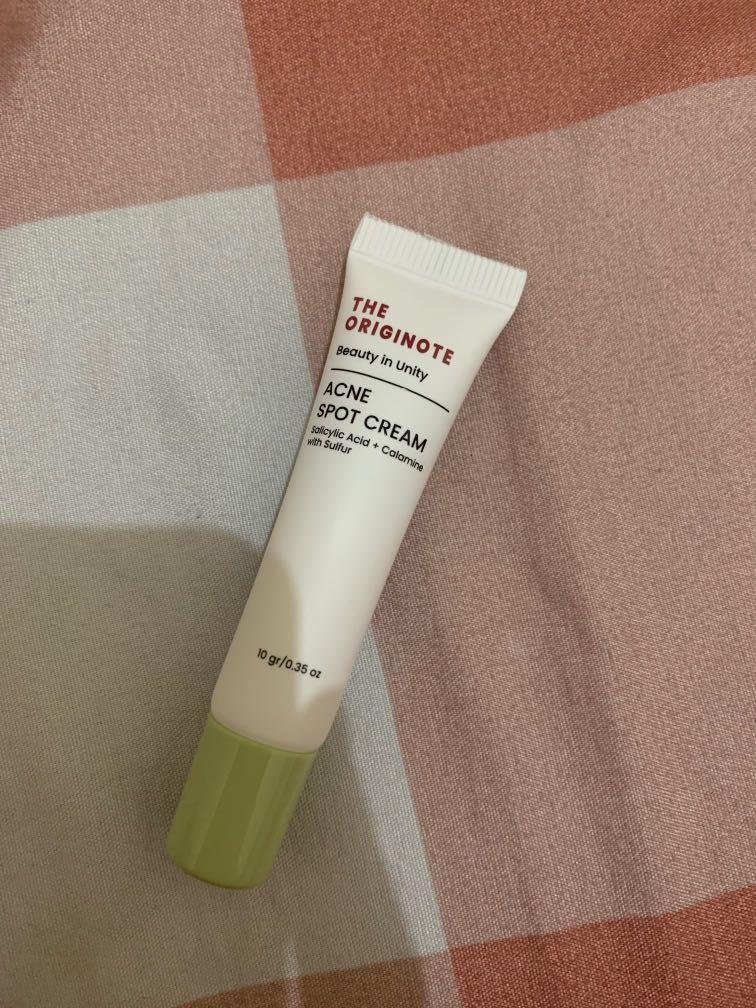 THE
ORIGINOTE
Beauty in Unity
ACNE
SPOT CREAM
Salicylic Acid + Calamine
with Sulfur
10 gr/0.35 oz